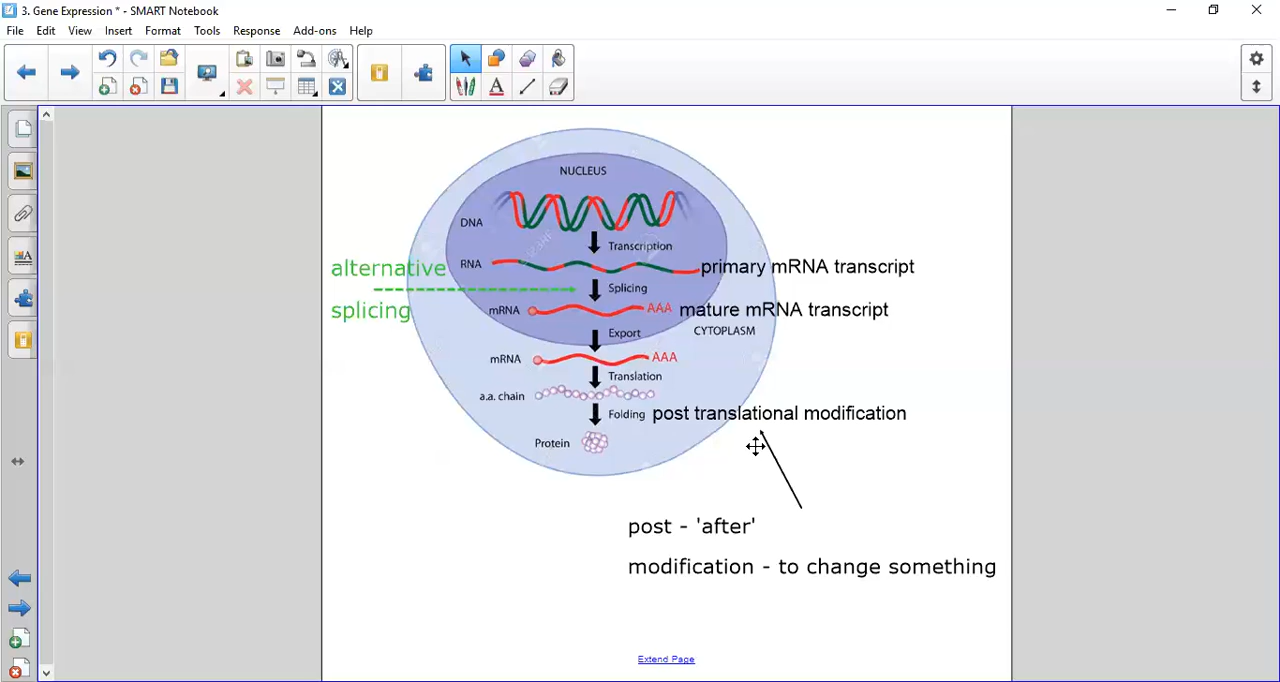 3. Gene Expression * - SMART Notebook
File Edit View Insert Format Tools Response Add-ons Help
NUCLEUS
DNA
Transcription
alternative
RNA
primary mRNA transcript
Splicing
splicing
mRNA
AAA
mature mRNA transcript
CYTOPLASM
Export
mRNA
AAA
Translation
a.a. chain
Folding
post translational modification
Protein
post - 'after'
modification - to change something
Extend Page